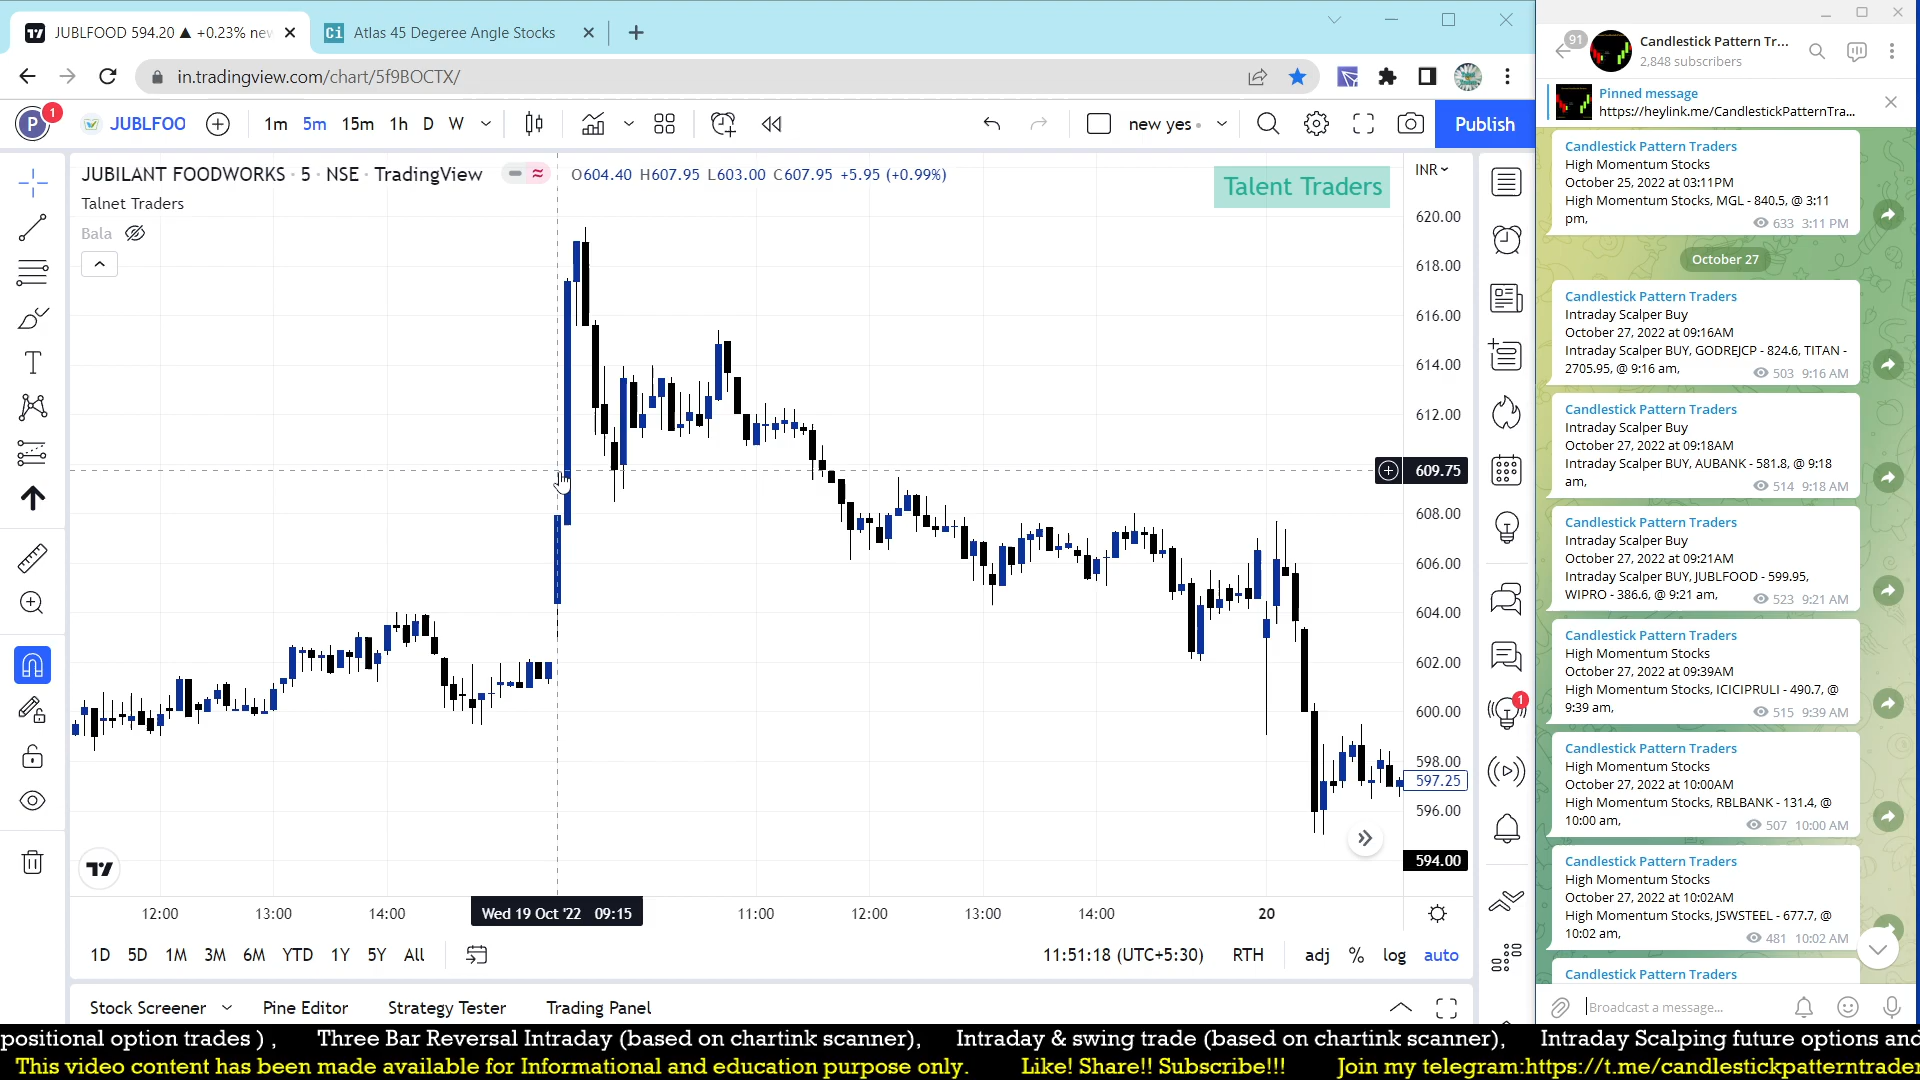 JUBLFOOD 594.20 ▲ +0.23% new
Atlas 45 Degeree Angle Stocks
in.tradingview.com/chart/5f9BOCTX/
P
1
JUBLFOO
1m 5m 15m 1h D W
new yes
Publish
JUBILANT FOODWORKS · 5 · NSE · TradingView
O604.40 H607.95 L603.00 C607.95 +5.95 (+0.99%)
Talnet Traders
Bala
Talent Traders
INR
620.00
618.00
616.00
614.00
612.00
609.75
608.00
606.00
604.00
602.00
600.00
598.00
597.25
596.00
594.00
12:00 13:00 14:00 Wed 19 Oct '22 09:15 11:00 12:00 13:00 14:00 20
1D 5D 1M 3M 6M YTD 1Y 5Y All
11:51:18 (UTC+5:30) RTH adj % log auto
Stock Screener Pine Editor Strategy Tester Trading Panel
1
91
Candlestick Pattern Tr...
2,848 subscribers
Pinned message
https://heylink.me/CandlestickPatternTra...
Candlestick Pattern Traders
High Momentum Stocks
October 25, 2022 at 03:11PM
High Momentum Stocks, MGL - 840.5, @ 3:11
pm,
633 3:11 PM
October 27
Candlestick Pattern Traders
Intraday Scalper Buy
October 27, 2022 at 09:16AM
Intraday Scalper BUY, GODREJCP - 824.6, TITAN -
2705.95, @ 9:16 am,
503 9:16 AM
Candlestick Pattern Traders
Intraday Scalper Buy
October 27, 2022 at 09:18AM
Intraday Scalper BUY, AUBANK - 581.8, @ 9:18
am,
514 9:18 AM
Candlestick Pattern Traders
Intraday Scalper Buy
October 27, 2022 at 09:21AM
Intraday Scalper BUY, JUBLFOOD - 599.95,
WIPRO - 386.6, @ 9:21 am,
523 9:21 AM
Candlestick Pattern Traders
High Momentum Stocks
October 27, 2022 at 09:39AM
High Momentum Stocks, ICICIPRULI - 490.7, @
9:39 am,
515 9:39 AM
Candlestick Pattern Traders
High Momentum Stocks
October 27, 2022 at 10:00AM
High Momentum Stocks, RBLBANK - 131.4, @
10:00 am,
507 10:00 AM
Candlestick Pattern Traders
High Momentum Stocks
October 27, 2022 at 10:02AM
High Momentum Stocks, JSWSTEEL - 677.7, @
10:02 am,
481 10:02 AM
Candlestick Pattern Traders
Broadcast a message...
positional option trades ) , Three Bar Reversal Intraday (based on chartink scanner), Intraday & swing trade (based on chartink scanner), Intraday Scalping future options and
This video content has been made available for Informational and education purpose only. Like! Share!! Subscribe!!! Join my telegram:https://t.me/candlestickpatterntrader